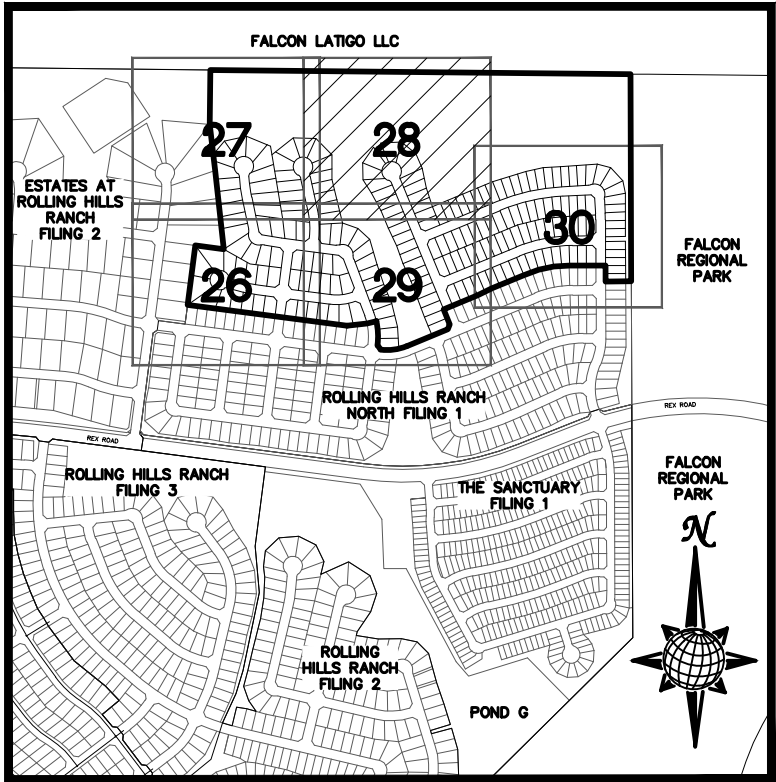 FALCON LATIGO LLC
27
28
ESTATES AT
ROLLING HILLS
RANCH
FILING 2
30
FALCON
REGIONAL
PARK
26
29
ROLLING HILLS RANCH
NORTH FILING 1
REX ROAD
REX ROAD
ROLLING HILLS RANCH
FILING 3
THE SANCTUARY
FILING 1
FALCON
REGIONAL
PARK
N
ROLLING
HILLS RANCH
FILING 2
POND G